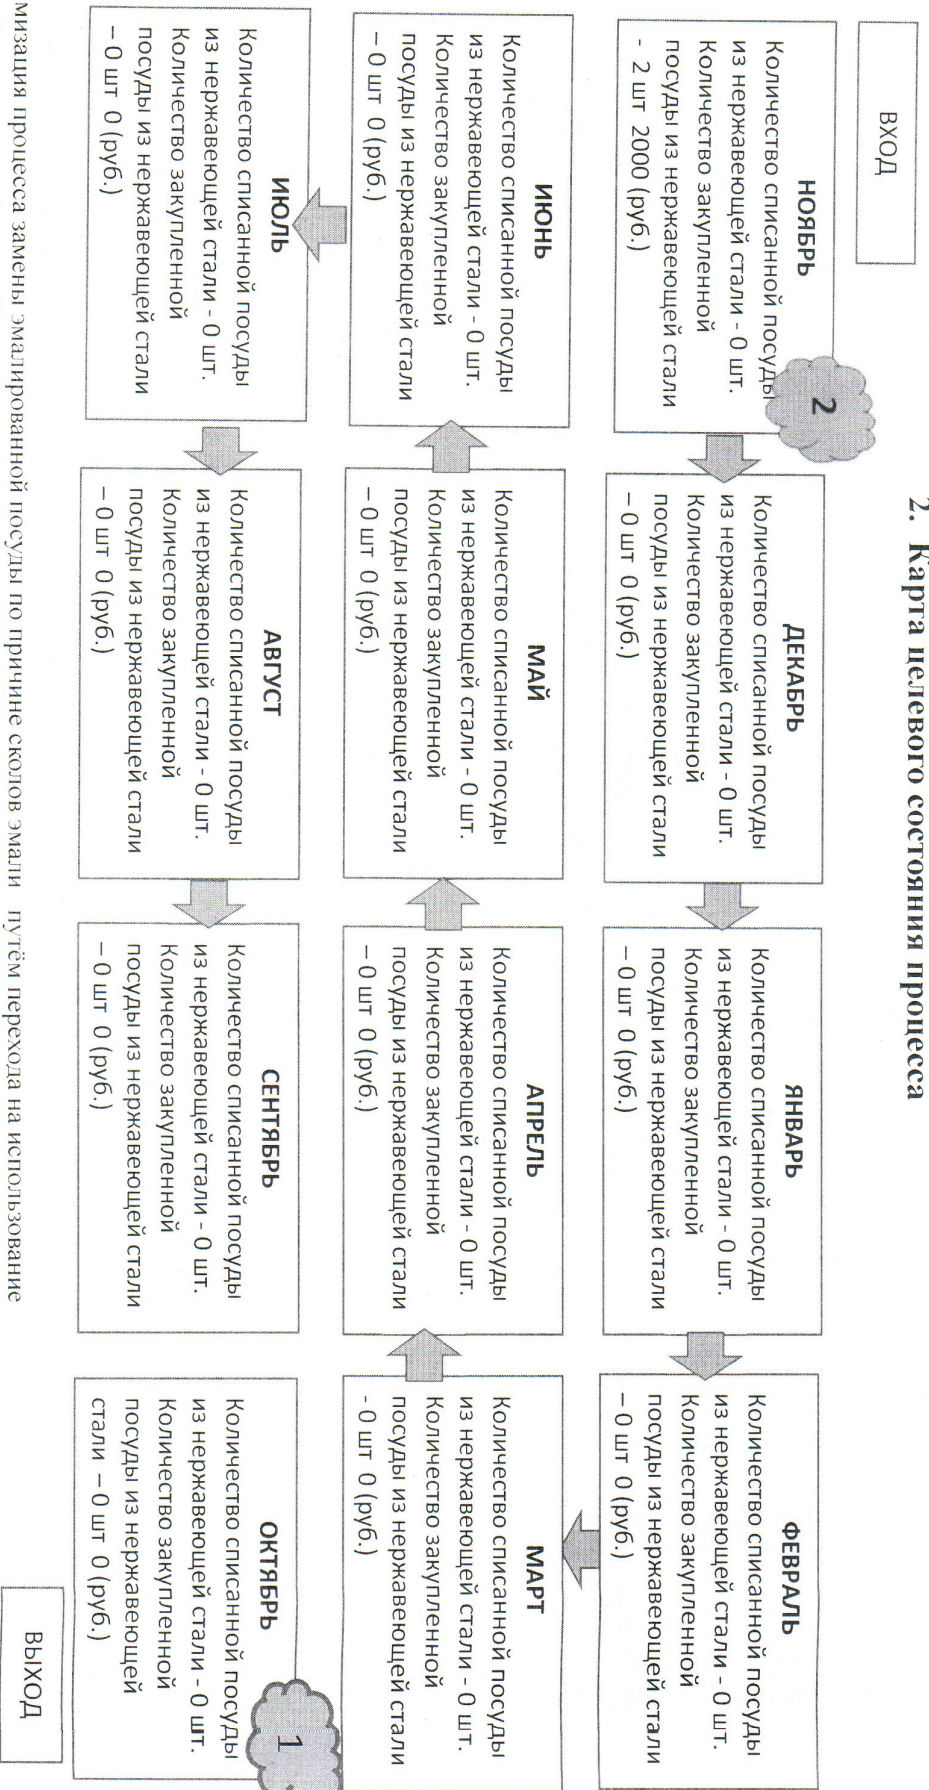 2. Карта целевого состояния процесса
ВХОД
НОЯБРЬ
Количество списанной посуды
из нержавеющей стали - 0 шт.
Количество закупленной
посуды из нержавеющей стали
- 2 шт 2000 (руб.)
2
ДЕКАБРЬ
Количество списанной посуды
из нержавеющей стали - 0 шт.
Количество закупленной
посуды из нержавеющей стали
– 0 шт 0 (руб.)
ЯНВАРЬ
Количество списанной посуды
из нержавеющей стали - 0 шт.
Количество закупленной
посуды из нержавеющей стали
– 0 шт 0 (руб.)
ФЕВРАЛЬ
Количество списанной посуды
из нержавеющей стали - 0 шт.
Количество закупленной
посуды из нержавеющей стали
– 0 шт 0 (руб.)
МАРТ
Количество списанной посуды
из нержавеющей стали - 0 шт.
Количество закупленной
посуды из нержавеющей стали
- 0 шт 0 (руб.)
АПРЕЛЬ
Количество списанной посуды
из нержавеющей стали - 0 шт.
Количество закупленной
посуды из нержавеющей стали
– 0 шт 0 (руб.)
МАЙ
Количество списанной посуды
из нержавеющей стали - 0 шт.
Количество закупленной
посуды из нержавеющей стали
– 0 шт 0 (руб.)
ИЮНЬ
Количество списанной посуды
из нержавеющей стали - 0 шт.
Количество закупленной
посуды из нержавеющей стали
– 0 шт 0 (руб.)
ИЮЛЬ
Количество списанной посуды
из нержавеющей стали - 0 шт.
Количество закупленной
посуды из нержавеющей стали
– 0 шт 0 (руб.)
АВГУСТ
Количество списанной посуды
из нержавеющей стали - 0 шт.
Количество закупленной
посуды из нержавеющей стали
– 0 шт 0 (руб.)
СЕНТЯБРЬ
Количество списанной посуды
из нержавеющей стали - 0 шт.
Количество закупленной
посуды из нержавеющей стали
– 0 шт 0 (руб.)
ОКТЯБРЬ
Количество списанной посуды
из нержавеющей стали - 0 шт.
Количество закупленной
посуды из нержавеющей
стали – 0 шт 0 (руб.)
1
ВЫХОД
мизация процесса замены эмалированной посуды по причине сколов эмали путём перехода на использование